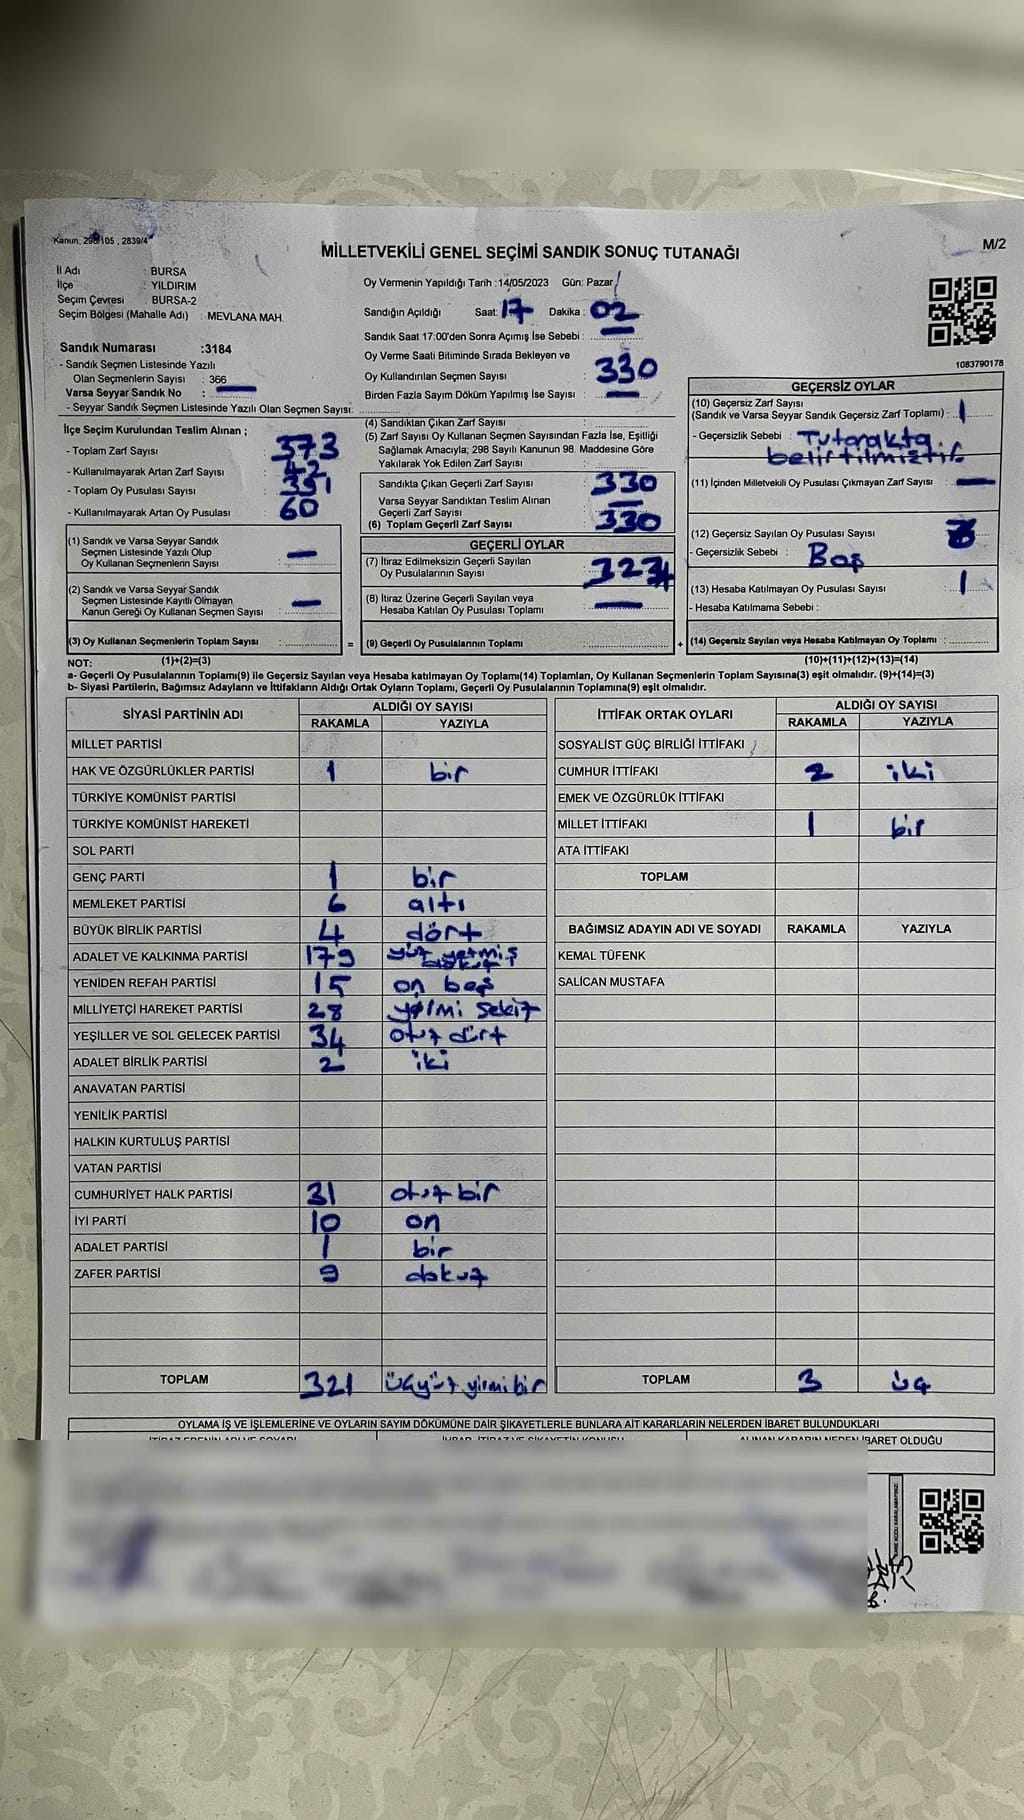 Kanun; 298/105 , 2839/4
MİLLETVEKİLİ GENEL SEÇİMİ SANDIK SONUÇ TUTANAĞI
M/2
İl Adı : BURSA
İlçe : YILDIRIM
Seçim Çevresi : BURSA-2
Seçim Bölgesi (Mahalle Adı) : MEVLANA MAH.
Sandık Numarası :3184
- Sandık Seçmen Listesinde Yazılı
Olan Seçmenlerin Sayısı : 366
Varsa Seyyar Sandık No :
- Seyyar Sandık Seçmen Listesinde Yazılı Olan Seçmen Sayısı:
Oy Vermenin Yapıldığı Tarih :14/05/2023 Gün: Pazar
Sandığın Açıldığı Saat: 17 Dakika : 02
Sandık Saat 17:00'den Sonra Açımış İse Sebebi :
Oy Verme Saati Bitiminde Sırada Bekleyen ve
Oy Kullandırılan Seçmen Sayısı : 330
Birden Fazla Sayım Döküm Yapılmış İse Sayısı :
1083790178
İlçe Seçim Kurulundan Teslim Alınan ;
- Toplam Zarf Sayısı : 373
- Kullanılmayarak Artan Zarf Sayısı : 42
- Toplam Oy Pusulası Sayısı :
- Kullanılmayarak Artan Oy Pusulası : 60
(4) Sandıktan Çıkan Zarf Sayısı :
(5) Zarf Sayısı Oy Kullanan Seçmen Sayısından Fazla İse, Eşitliği
Sağlamak Amacıyla; 298 Sayılı Kanunun 98. Maddesine Göre
Yakılarak Yok Edilen Zarf Sayısı :
Sandıkta Çıkan Geçerli Zarf Sayısı : 330
Varsa Seyyar Sandıktan Teslim Alınan
Geçerli Zarf Sayısı :
(6) Toplam Geçerli Zarf Sayısı : 330
GEÇERSİZ OYLAR
(10) Geçersiz Zarf Sayısı
(Sandık ve Varsa Seyyar Sandık Geçersiz Zarf Toplamı) : 1
- Geçersizlik Sebebi : Tutanakta
belirtilmiştir
(11) İçinden Milletvekili Oy Pusulası Çıkmayan Zarf Sayısı :
(12) Geçersiz Sayılan Oy Pusulası Sayısı :
- Geçersizlik Sebebi : Boş
(13) Hesaba Katılmayan Oy Pusulası Sayısı : 1
- Hesaba Katılmama Sebebi :
(1) Sandık ve Varsa Seyyar Sandık
Seçmen Listesinde Yazılı Olup
Oy Kullanan Seçmenlerin Sayısı :
(2) Sandık ve Varsa Seyyar Sandık
Seçmen Listesinde Kayıtlı Olmayan
Kanun Gereği Oy Kullanan Seçmen Sayısı :
GEÇERLİ OYLAR
(7) İtiraz Edilmeksizin Geçerli Sayılan
Oy Pusulalarının Sayısı :
(8) İtiraz Üzerine Geçerli Sayılan veya
Hesaba Katılan Oy Pusulası Toplamı :
(3) Oy Kullanan Seçmenlerin Toplam Sayısı : = (9) Geçerli Oy Pusulalarının Toplamı : + (14) Geçersiz Sayılan veya Hesaba Katılmayan Oy Toplamı :
NOT: (1)+(2)=(3) (10)+(11)+(12)+(13)=(14)
a- Geçerli Oy Pusulalarının Toplamı(9) ile Geçersiz Sayılan veya Hesaba katılmayan Oy Toplamı(14) Toplamları, Oy Kullanan Seçmenlerin Toplam Sayısına(3) eşit olmalıdır. (9)+(14)=(3)
b- Siyasi Partilerin, Bağımsız Adayların ve İttifakların Aldığı Ortak Oyların Toplamı, Geçerli Oy Pusulalarının Toplamına(9) eşit olmalıdır.
SİYASİ PARTİNİN ADI ALDIĞI OY SAYISI
RAKAMLA YAZIYLA
MİLLET PARTİSİ
HAK VE ÖZGÜRLÜKLER PARTİSİ 1 bir
TÜRKİYE KOMÜNİST PARTİSİ
TÜRKİYE KOMÜNİST HAREKETİ
SOL PARTİ
GENÇ PARTİ 1 bir
MEMLEKET PARTİSİ 6 altı
BÜYÜK BİRLİK PARTİSİ 4 dört
ADALET VE KALKINMA PARTİSİ 179 yüz yetmiş dokuz
YENİDEN REFAH PARTİSİ 15 on beş
MİLLİYETÇİ HAREKET PARTİSİ 28 yirmi sekiz
YEŞİLLER VE SOL GELECEK PARTİSİ 34 otuz dört
ADALET BİRLİK PARTİSİ 2 iki
ANAVATAN PARTİSİ
YENİLİK PARTİSİ
HALKIN KURTULUŞ PARTİSİ
VATAN PARTİSİ
CUMHURİYET HALK PARTİSİ 31 otuz bir
İYİ PARTİ 10 on
ADALET PARTİSİ 1 bir
ZAFER PARTİSİ 9 dokuz
TOPLAM 321 üçyüz yirmi bir
İTTİFAK ORTAK OYLARI ALDIĞI OY SAYISI
RAKAMLA YAZIYLA
SOSYALİST GÜÇ BİRLİĞİ İTTİFAKI
CUMHUR İTTİFAKI 2 iki
EMEK VE ÖZGÜRLÜK İTTİFAKI
MİLLET İTTİFAKI 1 bir
ATA İTTİFAKI
TOPLAM
BAĞIMSIZ ADAYIN ADI VE SOYADI RAKAMLA YAZIYLA
KEMAL TÜFENK
SALİCAN MUSTAFA
TOPLAM 3 üç
OYLAMA İŞ VE İŞLEMLERİNE VE OYLARIN SAYIM DÖKÜMÜNE DAİR ŞİKAYETLERLE BUNLARA AİT KARARLARIN NELERDEN İBARET BULUNDUKLARI
İTİRAZ EDENİN ADI VE SOYADI İHBAR, İTİRAZ VE ŞİKAYETİN KONUSU ALINAN KARARIN NEDEN İBARET OLDUĞU